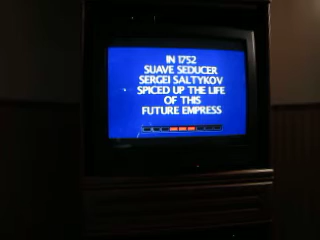 IN 1752
SUAVE SEDUCER
SERGEI SALTYKOV
SPICED UP THE LIFE
OF THIS
FUTURE EMPRESS